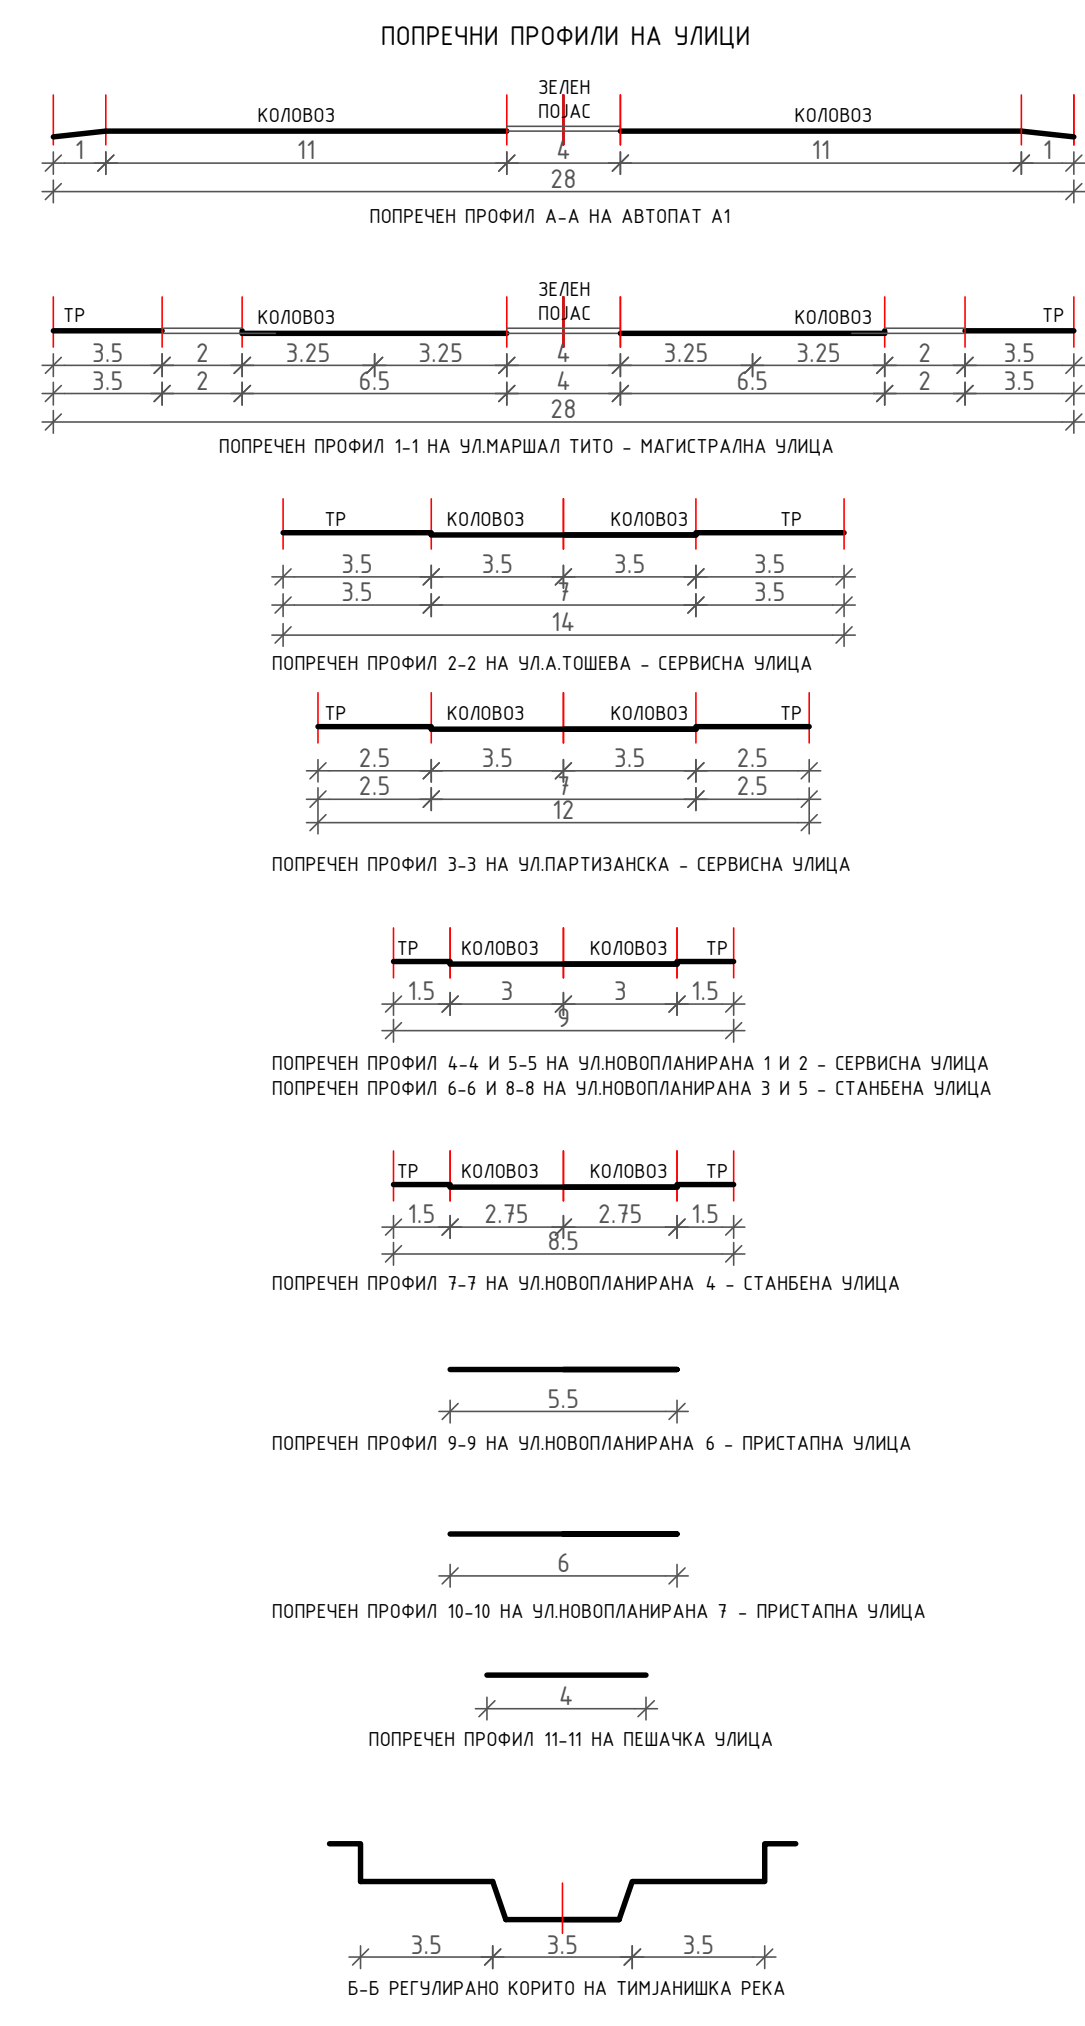 ПОПРЕЧНИ ПРОФИЛИ НА УЛИЦИ
ЗЕЛЕН
КОЛОВОЗ ПОЈАС КОЛОВОЗ
1 11 4 11 1
28
ПОПРЕЧЕН ПРОФИЛ А-А НА АВТОПАТ А1
ЗЕЛЕН
ТР КОЛОВОЗ ПОЈАС КОЛОВОЗ ТР
3.5 2 3.25 3.25 4 3.25 3.25 2 3.5
3.5 2 6.5 4 6.5 2 3.5
28
ПОПРЕЧЕН ПРОФИЛ 1-1 НА УЛ.МАРШАЛ ТИТО - МАГИСТРАЛНА УЛИЦА
ТР КОЛОВОЗ КОЛОВОЗ ТР
3.5 3.5 3.5 3.5
3.5 7 3.5
14
ПОПРЕЧЕН ПРОФИЛ 2-2 НА УЛ.А.ТОШЕВА - СЕРВИСНА УЛИЦА
ТР КОЛОВОЗ КОЛОВОЗ ТР
2.5 3.5 3.5 2.5
2.5 7 2.5
12
ПОПРЕЧЕН ПРОФИЛ 3-3 НА УЛ.ПАРТИЗАНСКА - СЕРВИСНА УЛИЦА
ТР КОЛОВОЗ КОЛОВОЗ ТР
1.5 3 3 1.5
9
ПОПРЕЧЕН ПРОФИЛ 4-4 И 5-5 НА УЛ.НОВОПЛАНИРАНА 1 И 2 - СЕРВИСНА УЛИЦА
ПОПРЕЧЕН ПРОФИЛ 6-6 И 8-8 НА УЛ.НОВОПЛАНИРАНА 3 И 5 - СТАНБЕНА УЛИЦА
ТР КОЛОВОЗ КОЛОВОЗ ТР
1.5 2.75 2.75 1.5
8.5
ПОПРЕЧЕН ПРОФИЛ 7-7 НА УЛ.НОВОПЛАНИРАНА 4 - СТАНБЕНА УЛИЦА
5.5
ПОПРЕЧЕН ПРОФИЛ 9-9 НА УЛ.НОВОПЛАНИРАНА 6 - ПРИСТАПНА УЛИЦА
6
ПОПРЕЧЕН ПРОФИЛ 10-10 НА УЛ.НОВОПЛАНИРАНА 7 - ПРИСТАПНА УЛИЦА
4
ПОПРЕЧЕН ПРОФИЛ 11-11 НА ПЕШАЧКА УЛИЦА
3.5 3.5 3.5
Б-Б РЕГУЛИРАНО КОРИТО НА ТИМЈАНИШКА РЕКА